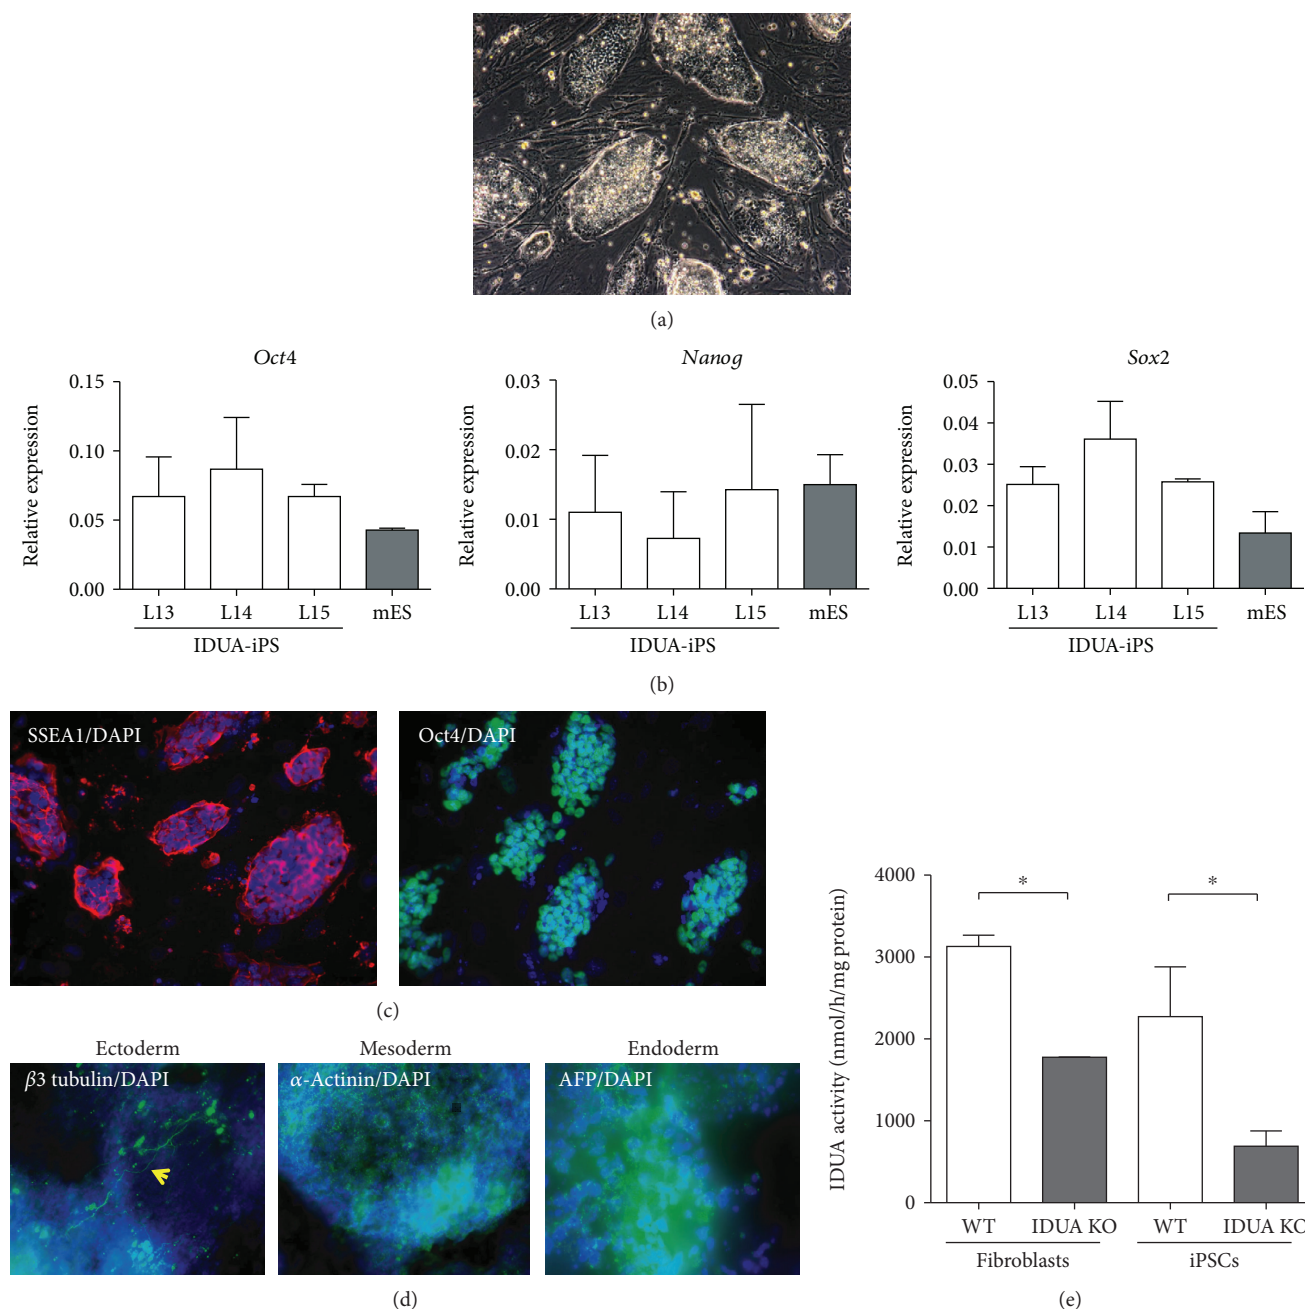 (a)
Oct4
Relative expression
0.15
0.10
0.05
0.00
L13 L14 L15 mES
IDUA-iPS
Nanog
Relative expression
0.03
0.02
0.01
0.00
L13 L14 L15 mES
IDUA-iPS
Sox2
Relative expression
0.05
0.04
0.03
0.02
0.01
0.00
L13 L14 L15 mES
IDUA-iPS
(b)
SSEA1/DAPI
Oct4/DAPI
(c)
Ectoderm
β3 tubulin/DAPI
Mesoderm
α-Actinin/DAPI
Endoderm
AFP/DAPI
(d)
IDUA activity (nmol/h/mg protein)
4000
3000
2000
1000
0
* *
WT IDUA KO WT IDUA KO
Fibroblasts iPSCs
(e)